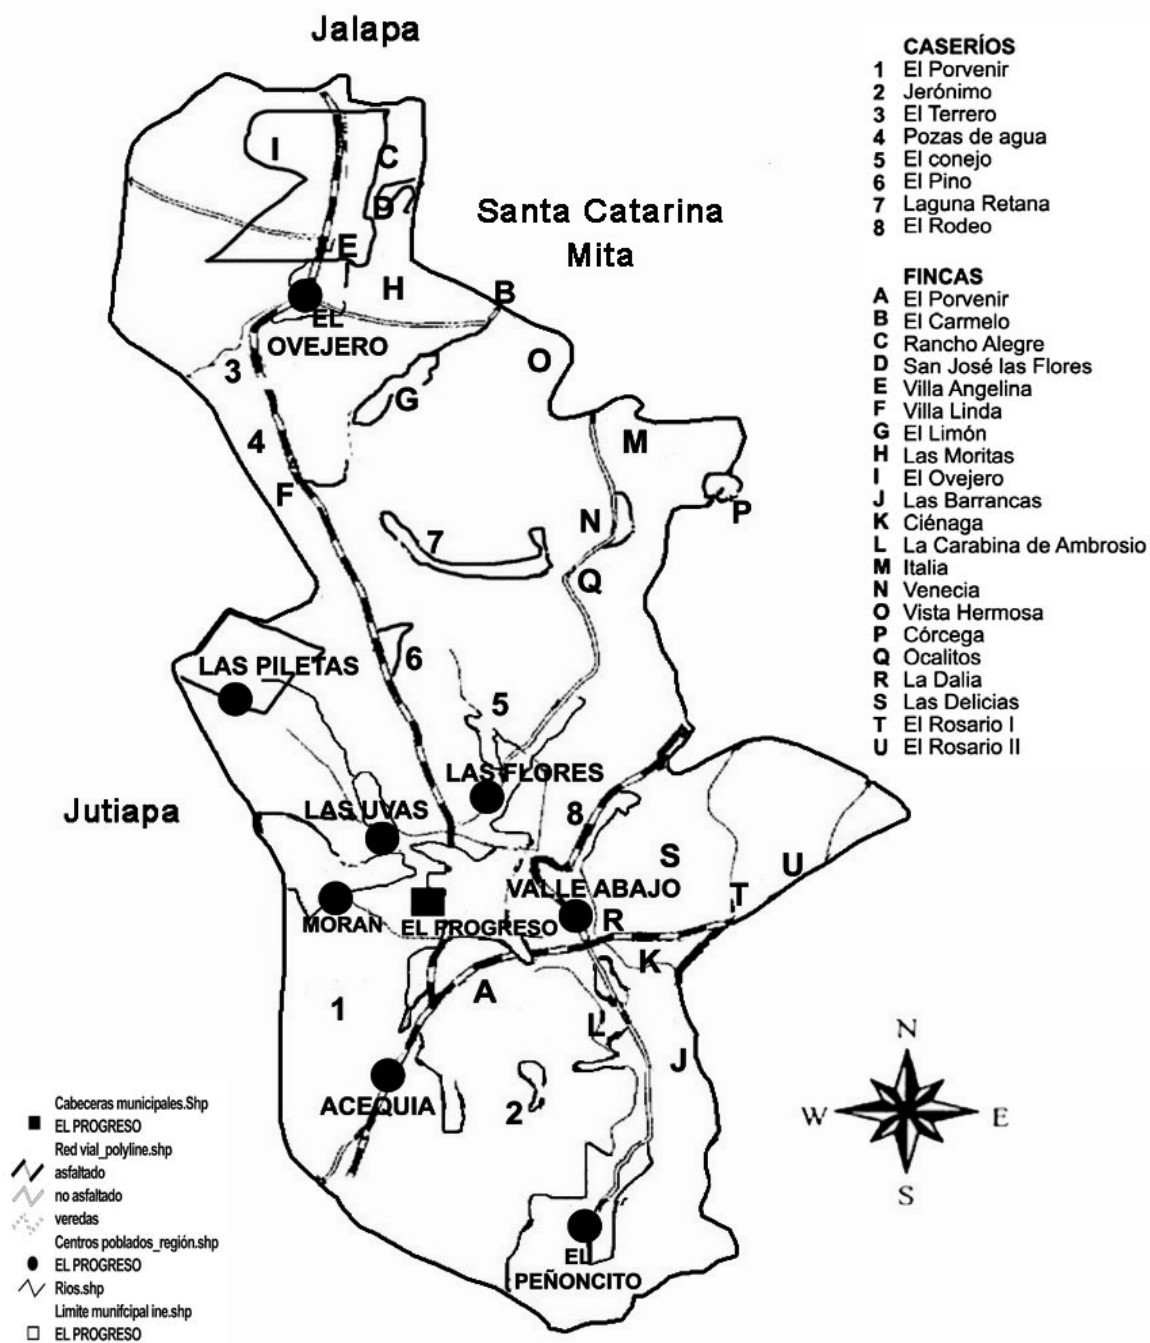 Jalapa
CASERÍOS
1 El Porvenir
2 Jerónimo
3 El Terrero
4 Pozas de agua
5 El conejo
6 El Pino
7 Laguna Retana
8 El Rodeo
FINCAS
A El Porvenir
B El Carmelo
C Rancho Alegre
D San José las Flores
E Villa Angelina
F Villa Linda
G El Limón
H Las Moritas
I El Ovejero
J Las Barrancas
K Ciénaga
L La Carabina de Ambrosio
M Italia
N Venecia
O Vista Hermosa
P Córcega
Q Ocalitos
R La Dalia
S Las Delicias
T El Rosario I
U El Rosario II
Santa Catarina
Mita
I
C
D
E
H
B
EL
OVEJERO
3
O
G
4
M
F
N
P
7
Q
6
LAS PILETAS
5
LAS FLORES
Jutiapa
LAS UVAS
8
S
U
VALLE ABAJO
T
MORAN
EL PROGRESO
R
K
A
1
L
J
ACEQUIA
2
EL
PEÑONCITO
N
W
E
S
Cabeceras municipales.Shp
EL PROGRESO
Red vial_polyline.shp
asfaltado
no asfaltado
veredas
Centros poblados_región.shp
EL PROGRESO
Rios.shp
Limite munifcipal ine.shp
EL PROGRESO